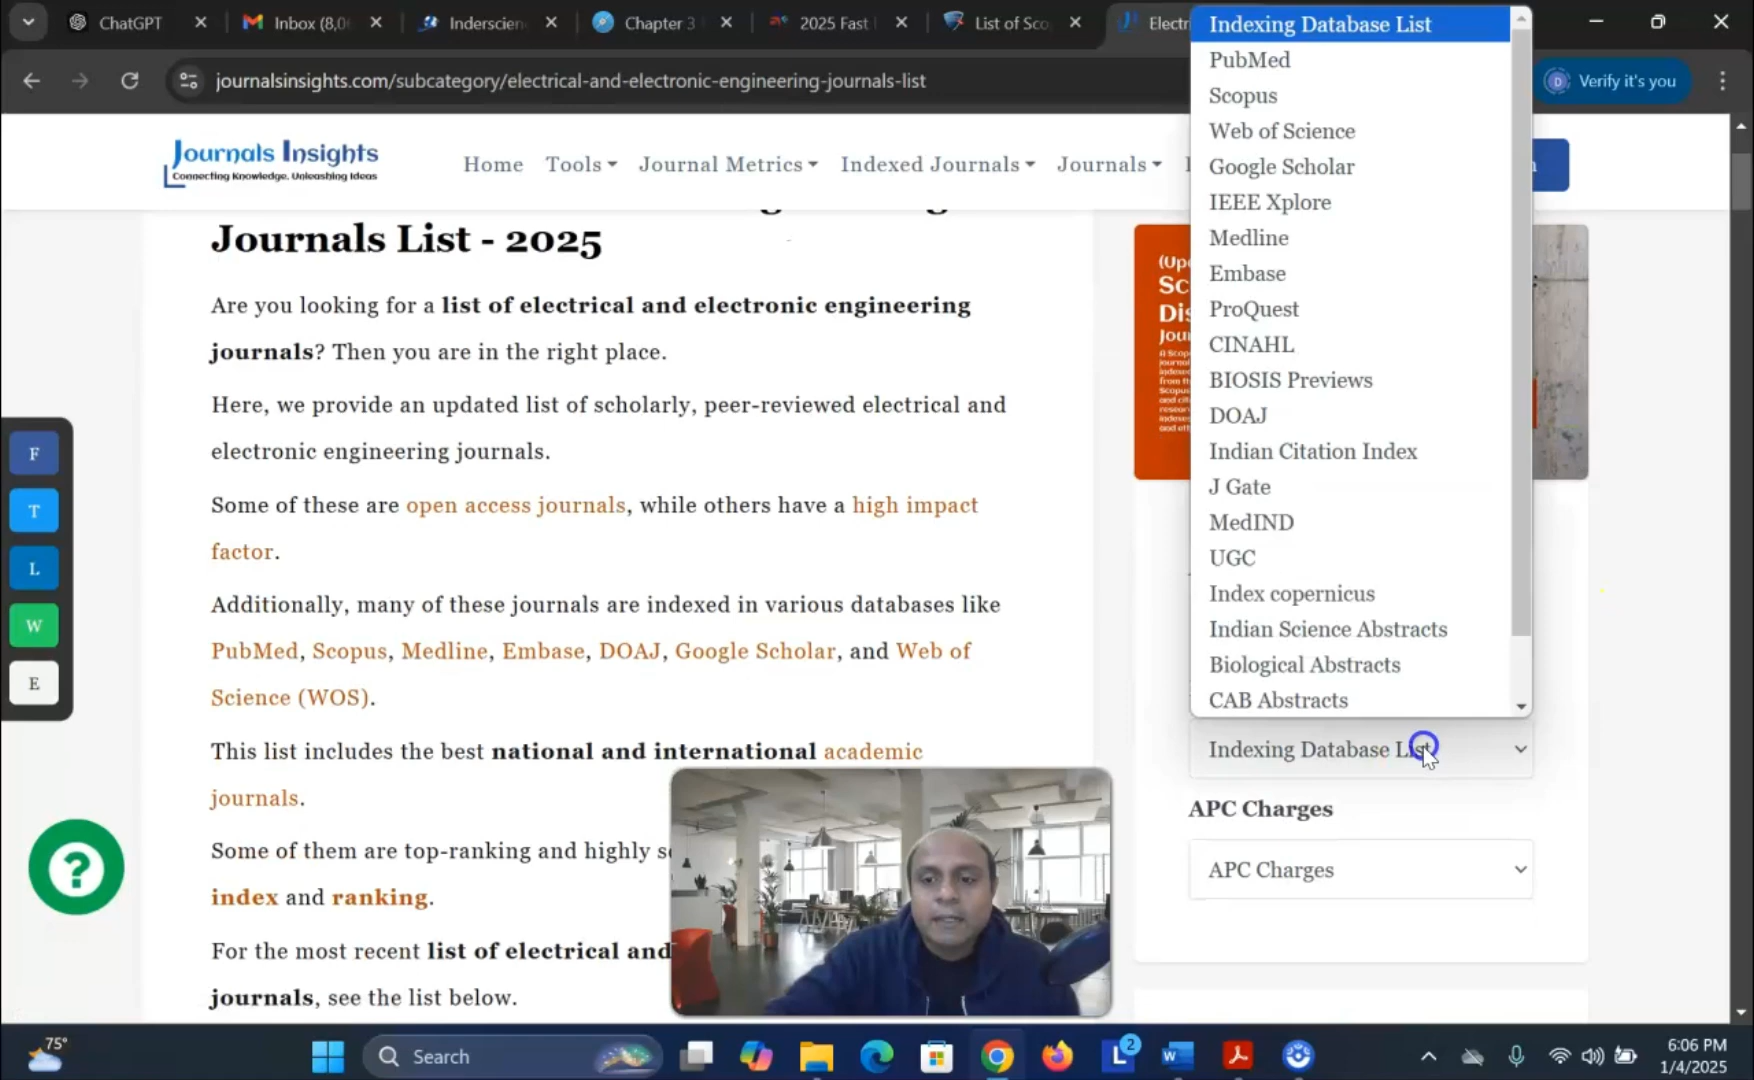 ChatGPT
Inbox (8,0
Inderscien
Chapter 3
2025 Fast
List of Sco
Electri
journalsinsights.com/subcategory/electrical-and-electronic-engineering-journals-list
Verify it's you
Journals Insights
Connecting Knowledge, Unleashing Ideas
Home
Tools
Journal Metrics
Indexed Journals
Journals
Journals List - 2025
Are you looking for a list of electrical and electronic engineering
journals? Then you are in the right place.
Here, we provide an updated list of scholarly, peer-reviewed electrical and
electronic engineering journals.
Some of these are open access journals, while others have a high impact
factor.
Additionally, many of these journals are indexed in various databases like
PubMed, Scopus, Medline, Embase, DOAJ, Google Scholar, and Web of
Science (WOS).
This list includes the best national and international academic
journals.
Some of them are top-ranking and highly s
index and ranking.
For the most recent list of electrical and
journals, see the list below.
F
T
L
W
E
?
(Up
Sc
Dis
Jour
Indexing Database List
PubMed
Scopus
Web of Science
Google Scholar
IEEE Xplore
Medline
Embase
ProQuest
CINAHL
BIOSIS Previews
DOAJ
Indian Citation Index
J Gate
MedIND
UGC
Index copernicus
Indian Science Abstracts
Biological Abstracts
CAB Abstracts
Indexing Database List
APC Charges
APC Charges
75°
Search
2
6:06 PM
1/4/2025